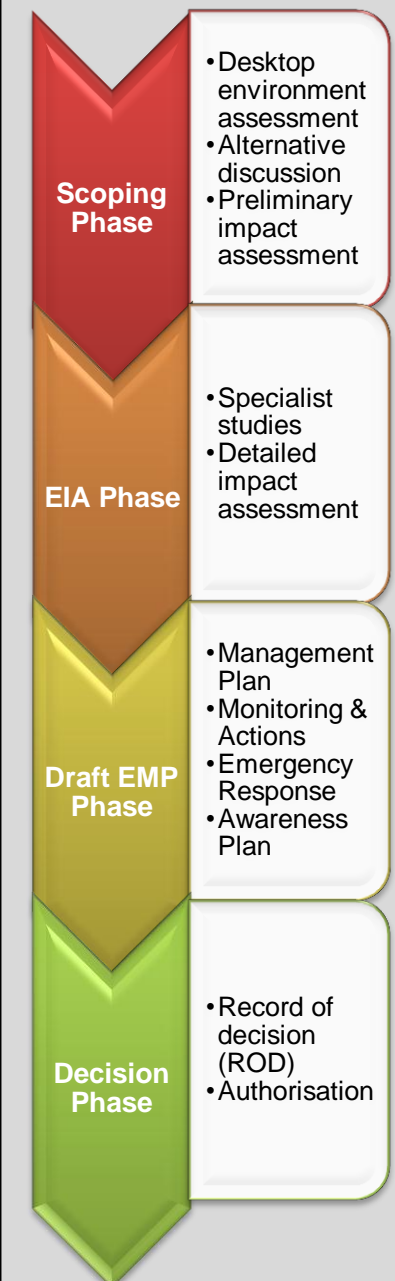 Scoping
Phase
•Desktop
environment
assessment
•Alternative
discussion
•Preliminary
impact
assessment
EIA Phase
•Specialist
studies
•Detailed
impact
assessment
Draft EMP
Phase
•Management
Plan
•Monitoring &
Actions
•Emergency
Response
•Awareness
Plan
Decision
Phase
•Record of
decision
(ROD)
•Authorisation